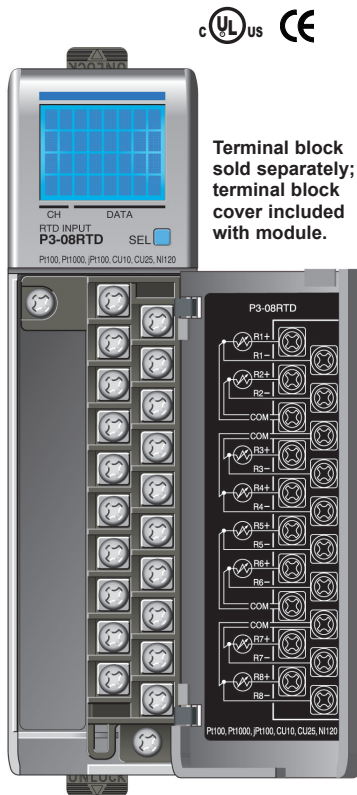 c UL us CE
UNLOCK
Terminal block
sold separately;
terminal block
cover included
with module.
CH DATA
RTD INPUT
P3-08RTD SEL
Pt100, Pt1000, jPt100, CU10, CU25, NI120
P3-08RTD
R1+
R1–
R2+
R2–
COM
COM
R3+
R3–
R4+
R4–
R5+
R5–
R6+
R6–
COM
COM
R7+
R7–
R8+
R8–
Pt100, Pt1000, jPt100, CU10, CU25, NI120
UNLOCK